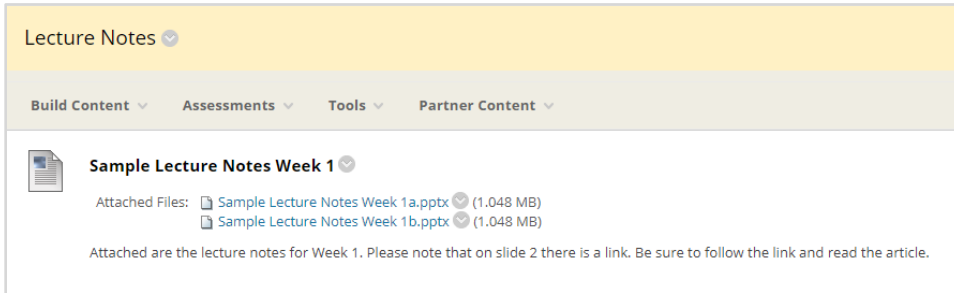 Lecture Notes
Build Content Assessments Tools Partner Content
Sample Lecture Notes Week 1
Attached Files: Sample Lecture Notes Week 1a.pptx (1.048 MB)
Sample Lecture Notes Week 1b.pptx (1.048 MB)
Attached are the lecture notes for Week 1. Please note that on slide 2 there is a link. Be sure to follow the link and read the article.